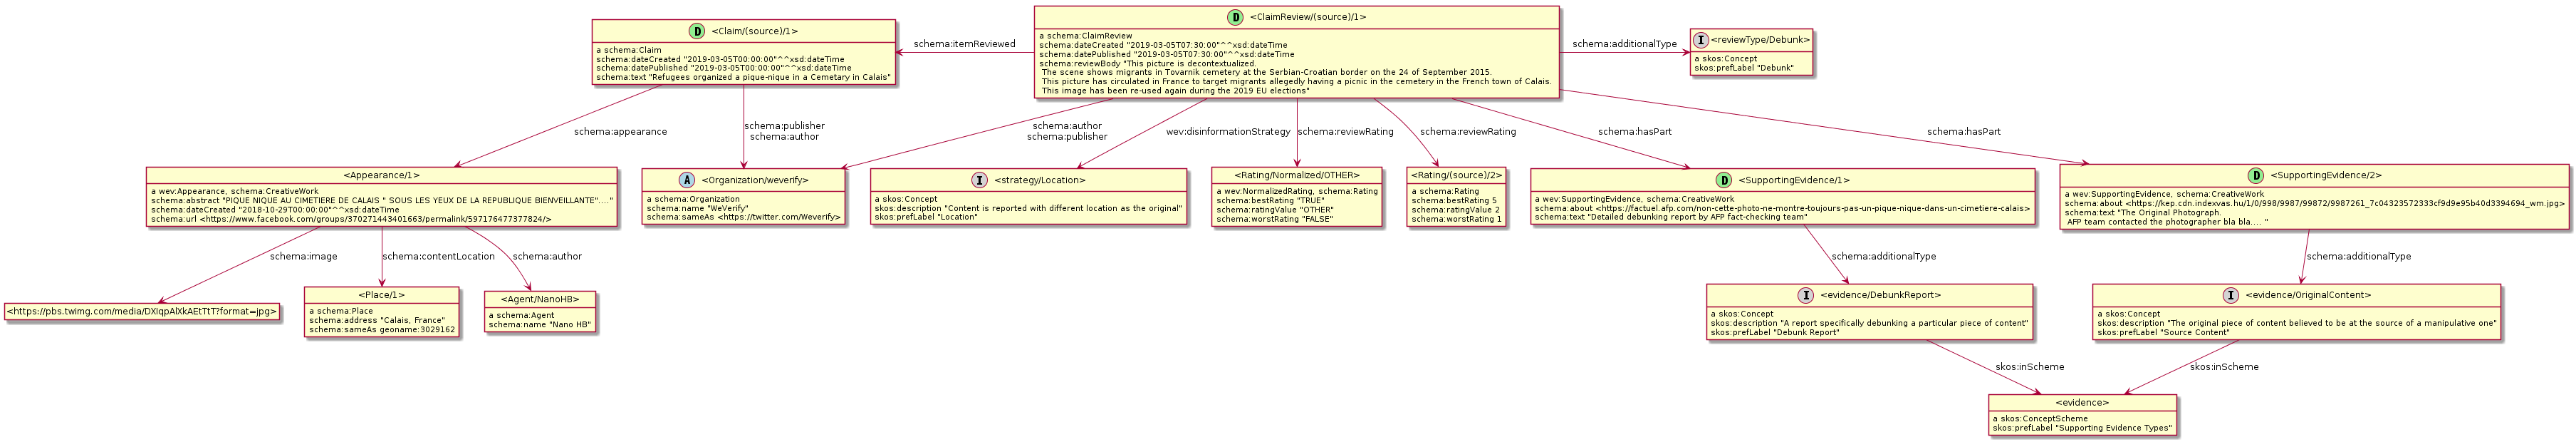 D <ClaimReview/(source)/1>
a schema:ClaimReview
schema:dateCreated "2019-03-05T07:30:00"^^xsd:dateTime
schema:datePublished "2019-03-05T07:30:00"^^xsd:dateTime
schema:reviewBody "This picture is decontextualized.
The scene shows migrants in Tovarnik cemetery at the Serbian-Croatian border on the 24 of September 2015.
This picture has circulated in France to target migrants allegedly having a picnic in the cemetery in the French town of Calais.
This image has been re-used again during the 2019 EU elections"
D <Claim/(source)/1>
a schema:Claim
schema:dateCreated "2019-03-05T00:00:00"^^xsd:dateTime
schema:datePublished "2019-03-05T00:00:00"^^xsd:dateTime
schema:text "Refugees organized a pique-nique in a Cemetary in Calais"
schema:itemReviewed
schema:additionalType
I <reviewType/Debunk>
a skos:Concept
skos:prefLabel "Debunk"
schema:appearance
schema:publisher
schema:author
schema:author
schema:publisher
wev:disinformationStrategy
schema:reviewRating
schema:reviewRating
schema:hasPart
schema:hasPart
<Appearance/1>
a wev:Appearance, schema:CreativeWork
schema:abstract "PIQUE NIQUE AU CIMETIERE DE CALAIS " SOUS LES YEUX DE LA REPUBLIQUE BIENVEILLANTE"...."
schema:dateCreated "2018-10-29T00:00:00"^^xsd:dateTime
schema:url <https://www.facebook.com/groups/370271443401663/permalink/597176477377824/>
A <Organization/weverify>
a schema:Organization
schema:name "WeVerify"
schema:sameAs <https://twitter.com/Weverify>
I <strategy/Location>
a skos:Concept
skos:description "Content is reported with different location as the original"
skos:prefLabel "Location"
<Rating/Normalized/OTHER>
a wev:NormalizedRating, schema:Rating
schema:bestRating "TRUE"
schema:ratingValue "OTHER"
schema:worstRating "FALSE"
<Rating/(source)/2>
a schema:Rating
schema:bestRating 5
schema:ratingValue 2
schema:worstRating 1
D <SupportingEvidence/1>
a wev:SupportingEvidence, schema:CreativeWork
schema:about <https://factuel.afp.com/non-cette-photo-ne-montre-toujours-pas-un-pique-nique-dans-un-cimetiere-calais>
schema:text "Detailed debunking report by AFP fact-checking team"
D <SupportingEvidence/2>
a wev:SupportingEvidence, schema:CreativeWork
schema:about <https://kep.cdn.indexvas.hu/1/0/998/9987/99872/9987261_7c04323572333cf9d9e95b40d3394694_wm.jpg>
schema:text "The Original Photograph.
AFP team contacted the photographer bla bla.... "
schema:image
schema:contentLocation
schema:author
schema:additionalType
schema:additionalType
<https://pbs.twimg.com/media/DXIqpAlXkAEtTtT?format=jpg>
<Place/1>
a schema:Place
schema:address "Calais, France"
schema:sameAs geoname:3029162
<Agent/NanoHB>
a schema:Agent
schema:name "Nano HB"
I <evidence/DebunkReport>
a skos:Concept
skos:description "A report specifically debunking a particular piece of content"
skos:prefLabel "Debunk Report"
I <evidence/OriginalContent>
a skos:Concept
skos:description "The original piece of content believed to be at the source of a manipulative one"
skos:prefLabel "Source Content"
skos:inScheme
skos:inScheme
<evidence>
a skos:ConceptScheme
skos:prefLabel "Supporting Evidence Types"